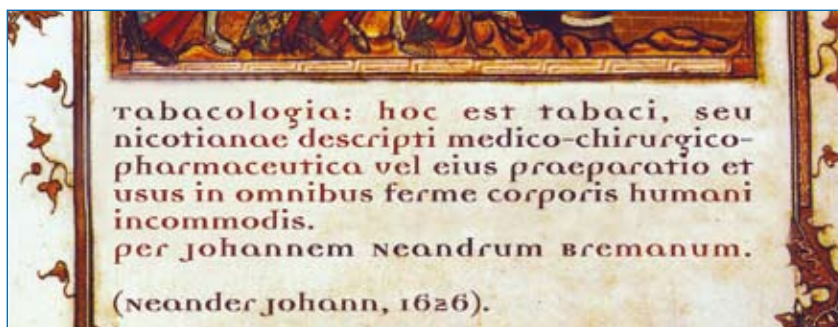 Tabacologia: hoc est tabaci, seu
nicotianae descripti medico-chirurgico-
pharmaceutica vel eius praeparatio et
usus in omnibus ferme corporis humani
incommodis.
per Johannem Neandrum Bremanum.
(Neander Johann, 1626).